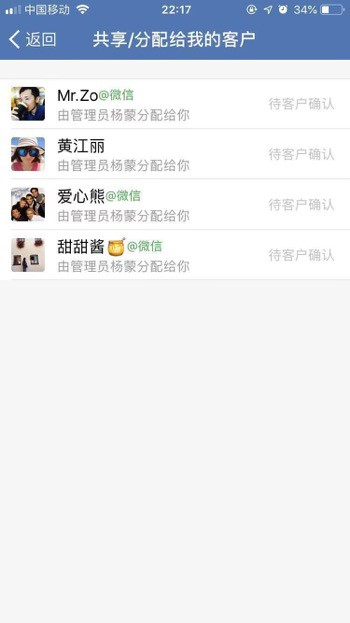 中国移动 22:17 34%
返回 共享/分配给我的客户
Mr.Zo@微信
由管理员杨蒙分配给你 待客户确认
黄江丽
由管理员杨蒙分配给你 待客户确认
爱心熊@微信
由管理员杨蒙分配给你 待客户确认
甜甜酱🍯@微信
由管理员杨蒙分配给你 待客户确认